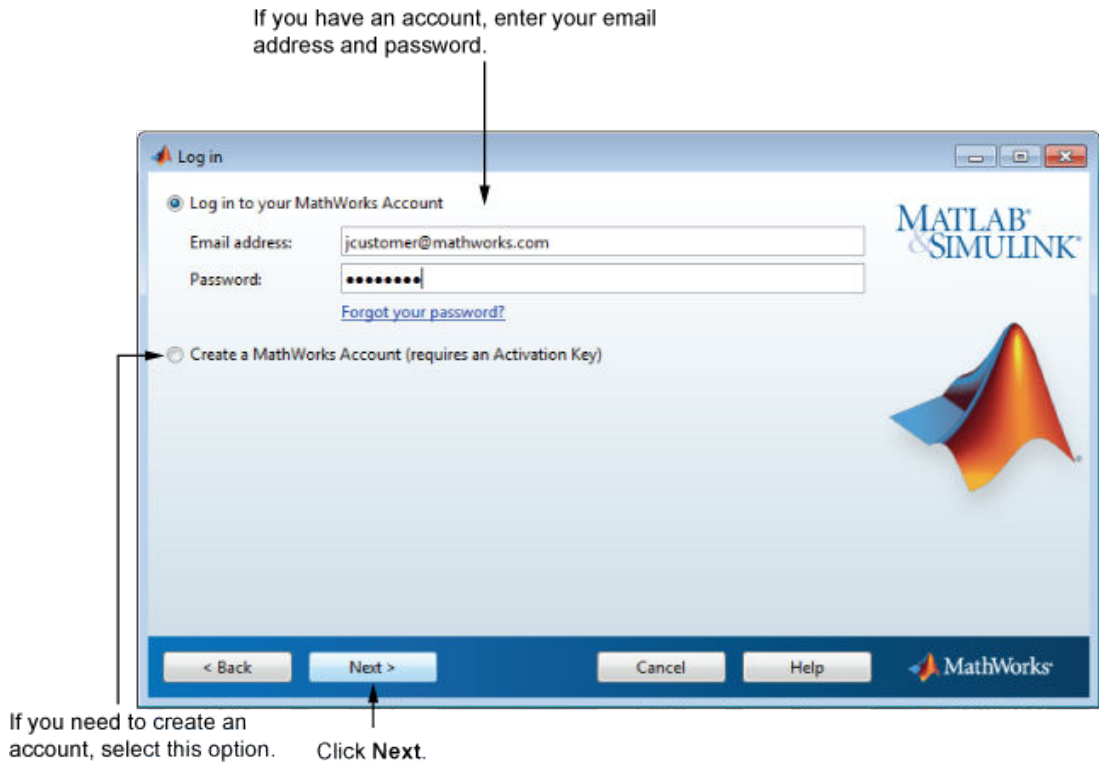 If you have an account, enter your email
address and password.
Log in
Log in to your MathWorks Account
MATLAB®
&SIMULINK®
Email address:
jcustomer@mathworks.com
Password:
••••••••
Forgot your password?
Create a MathWorks Account (requires an Activation Key)
< Back
Next >
Cancel
Help
MathWorks®
If you need to create an
account, select this option.
Click Next.